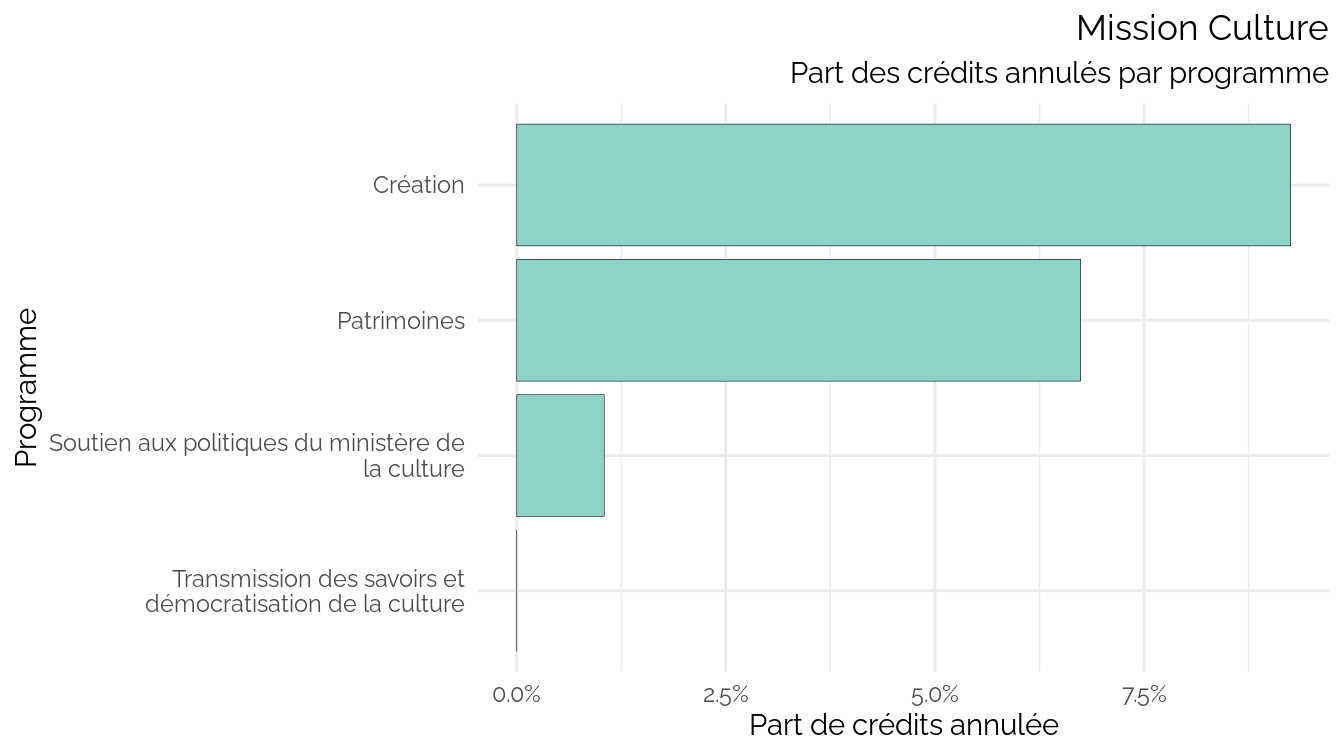 Mission Culture
Part des crédits annulés par programme
Programme
Création
Patrimoines
Soutien aux politiques du ministère de
la culture
Transmission des savoirs et
démocratisation de la culture
0.0%
2.5%
5.0%
7.5%
Part de crédits annulée